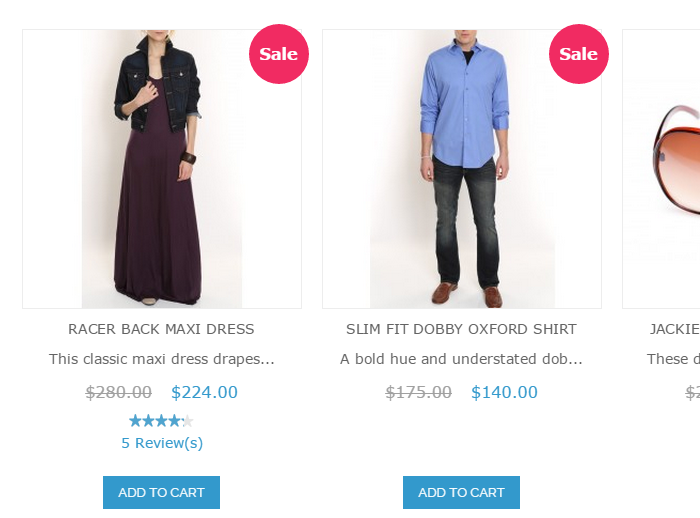 Sale
RACER BACK MAXI DRESS
This classic maxi dress drapes...
$280.00 $224.00
5 Review(s)
ADD TO CART
Sale
SLIM FIT DOBBY OXFORD SHIRT
A bold hue and understated dob...
$175.00 $140.00
ADD TO CART
JACKIE
These